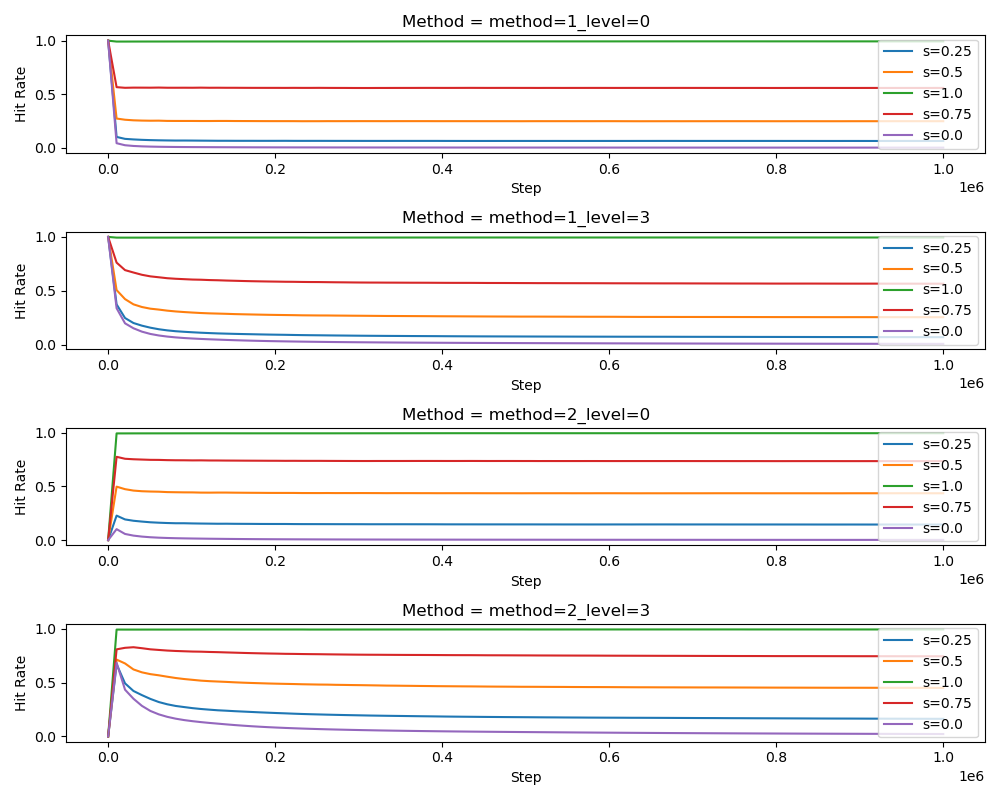 Method = method=1_level=0
Hit Rate
1.0
0.5
0.0
s=0.25
s=0.5
s=1.0
s=0.75
s=0.0
0.0 0.2 0.4 0.6 0.8 1.0
1e6
Step
Method = method=1_level=3
Hit Rate
1.0
0.5
0.0
s=0.25
s=0.5
s=1.0
s=0.75
s=0.0
0.0 0.2 0.4 0.6 0.8 1.0
1e6
Step
Method = method=2_level=0
Hit Rate
1.0
0.5
0.0
s=0.25
s=0.5
s=1.0
s=0.75
s=0.0
0.0 0.2 0.4 0.6 0.8 1.0
1e6
Step
Method = method=2_level=3
Hit Rate
1.0
0.5
0.0
s=0.25
s=0.5
s=1.0
s=0.75
s=0.0
0.0 0.2 0.4 0.6 0.8 1.0
1e6
Step